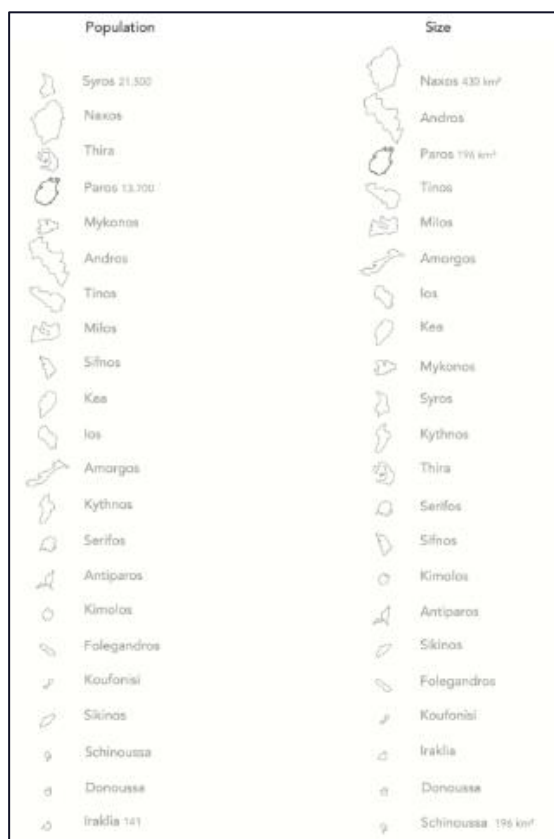 Population
Syros 21.500
Naxos
Thira
Paros 13.700
Mykonos
Andros
Tinos
Milos
Sifnos
Kea
Ios
Amorgos
Kythnos
Serifos
Antiparos
Kimolos
Folegandros
Koufonisi
Sikinos
Schinoussa
Donoussa
Iraklia 141
Size
Naxos 430 km²
Andros
Paros 196 km²
Tinos
Milos
Amorgos
Ios
Kea
Mykonos
Syros
Kythnos
Thira
Serifos
Sifnos
Kimolos
Antiparos
Sikinos
Folegandros
Koufonisi
Iraklia
Donoussa
Schinoussa 196 km²